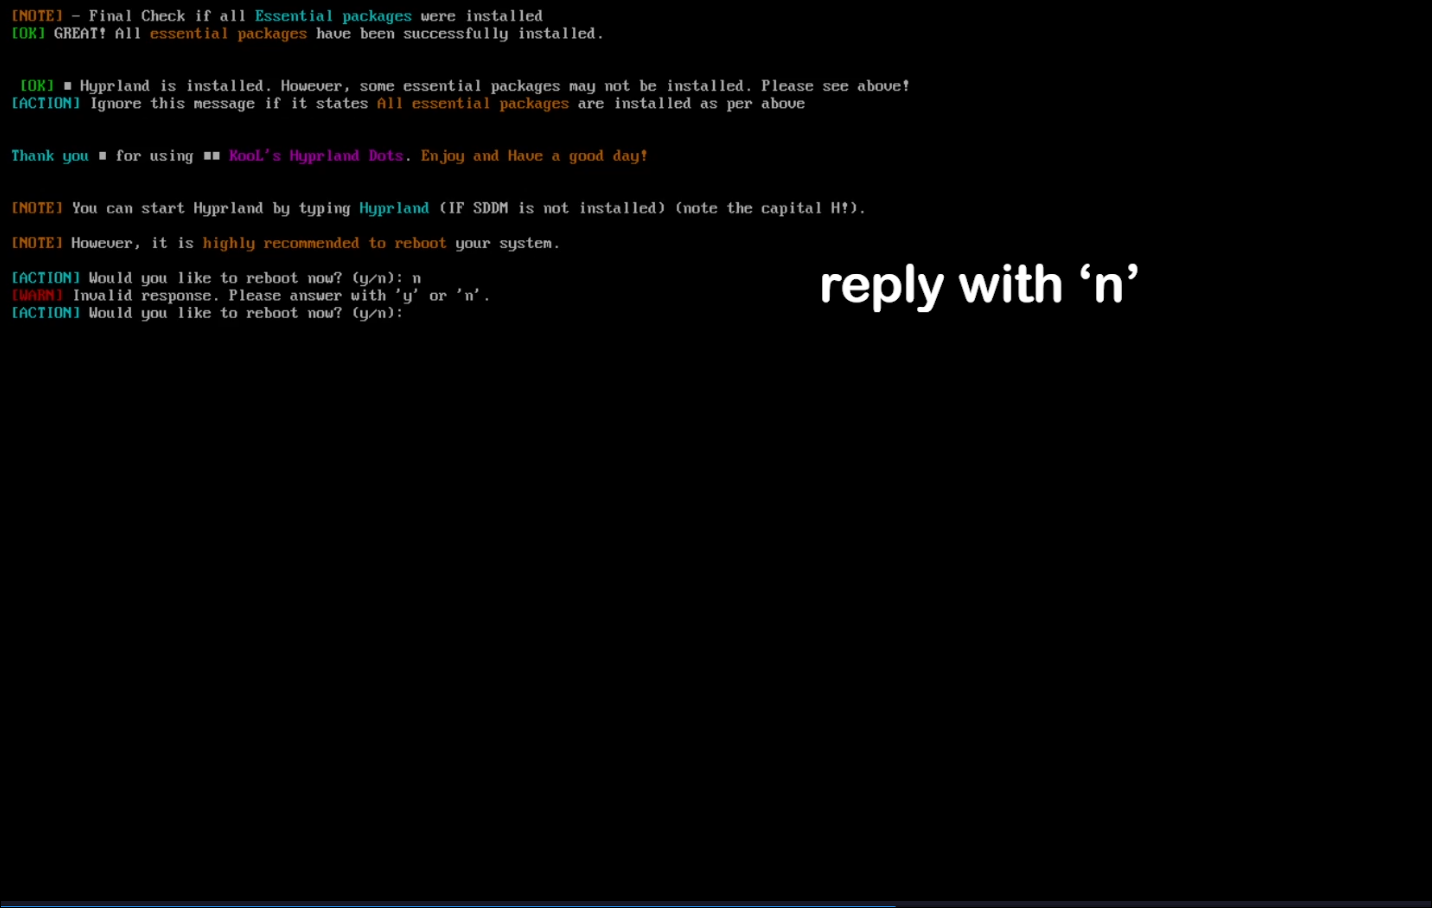 [NOTE] - Final Check if all Essential packages were installed
[OK] GREAT! All essential packages have been successfully installed.
[OK] ■ Hyprland is installed. However, some essential packages may not be installed. Please see above!
[ACTION] Ignore this message if it states All essential packages are installed as per above
Thank you ■ for using ■■ KooL's Hyprland Dots. Enjoy and Have a good day!
[NOTE] You can start Hyprland by typing Hyprland (IF SDDM is not installed) (note the capital H!).
[NOTE] However, it is highly recommended to reboot your system.
[ACTION] Would you like to reboot now? (y/n): n
[WARN] Invalid response. Please answer with 'y' or 'n'.
[ACTION] Would you like to reboot now? (y/n):
reply with ‘n’